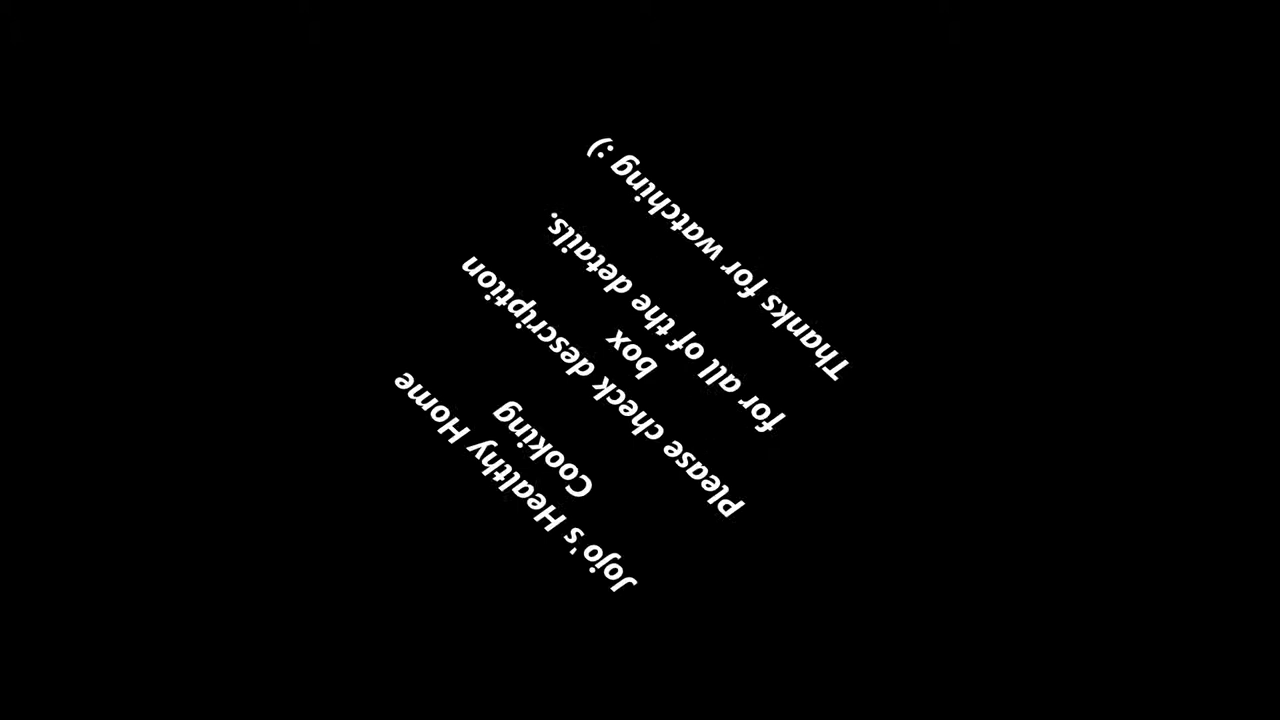 Jojo's Healthy Home
Cooking
Please check description
box
for all of the details.
Thanks for watching :)